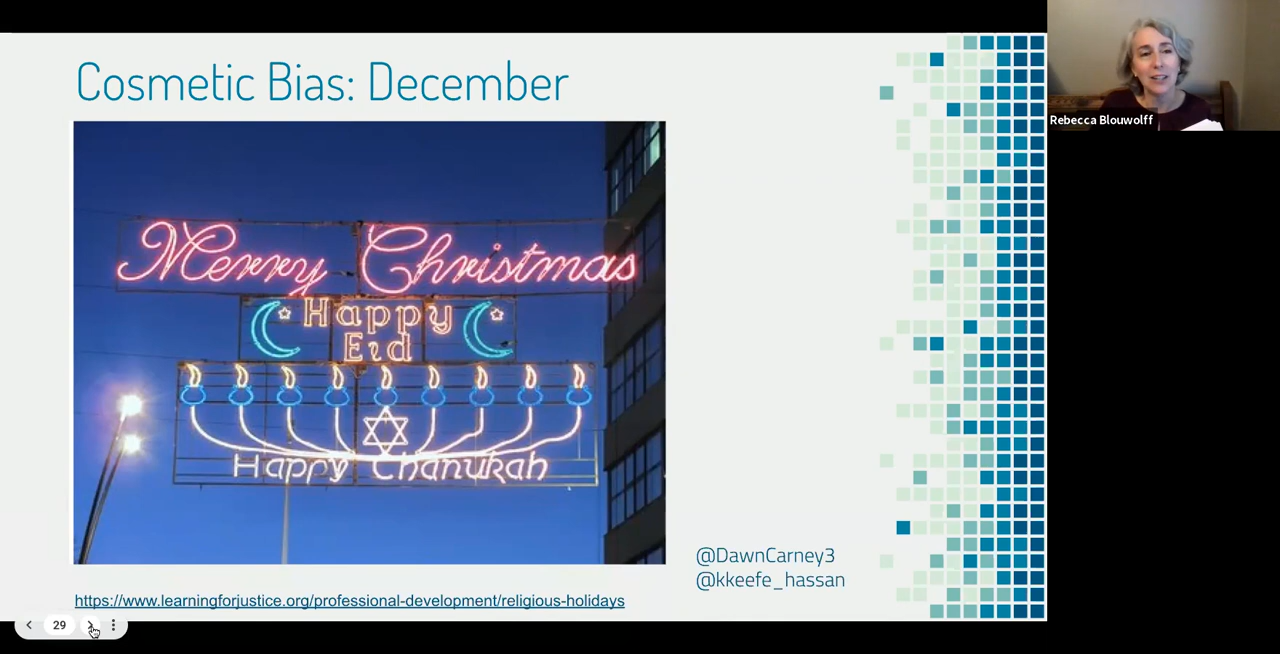 Cosmetic Bias: December
Merry Christmas
Happy
Eid
Happy Chanukah
@DawnCarney3
@kkeefe_hassan
https://www.learningforjustice.org/professional-development/religious-holidays
29
Rebecca Blouwolff